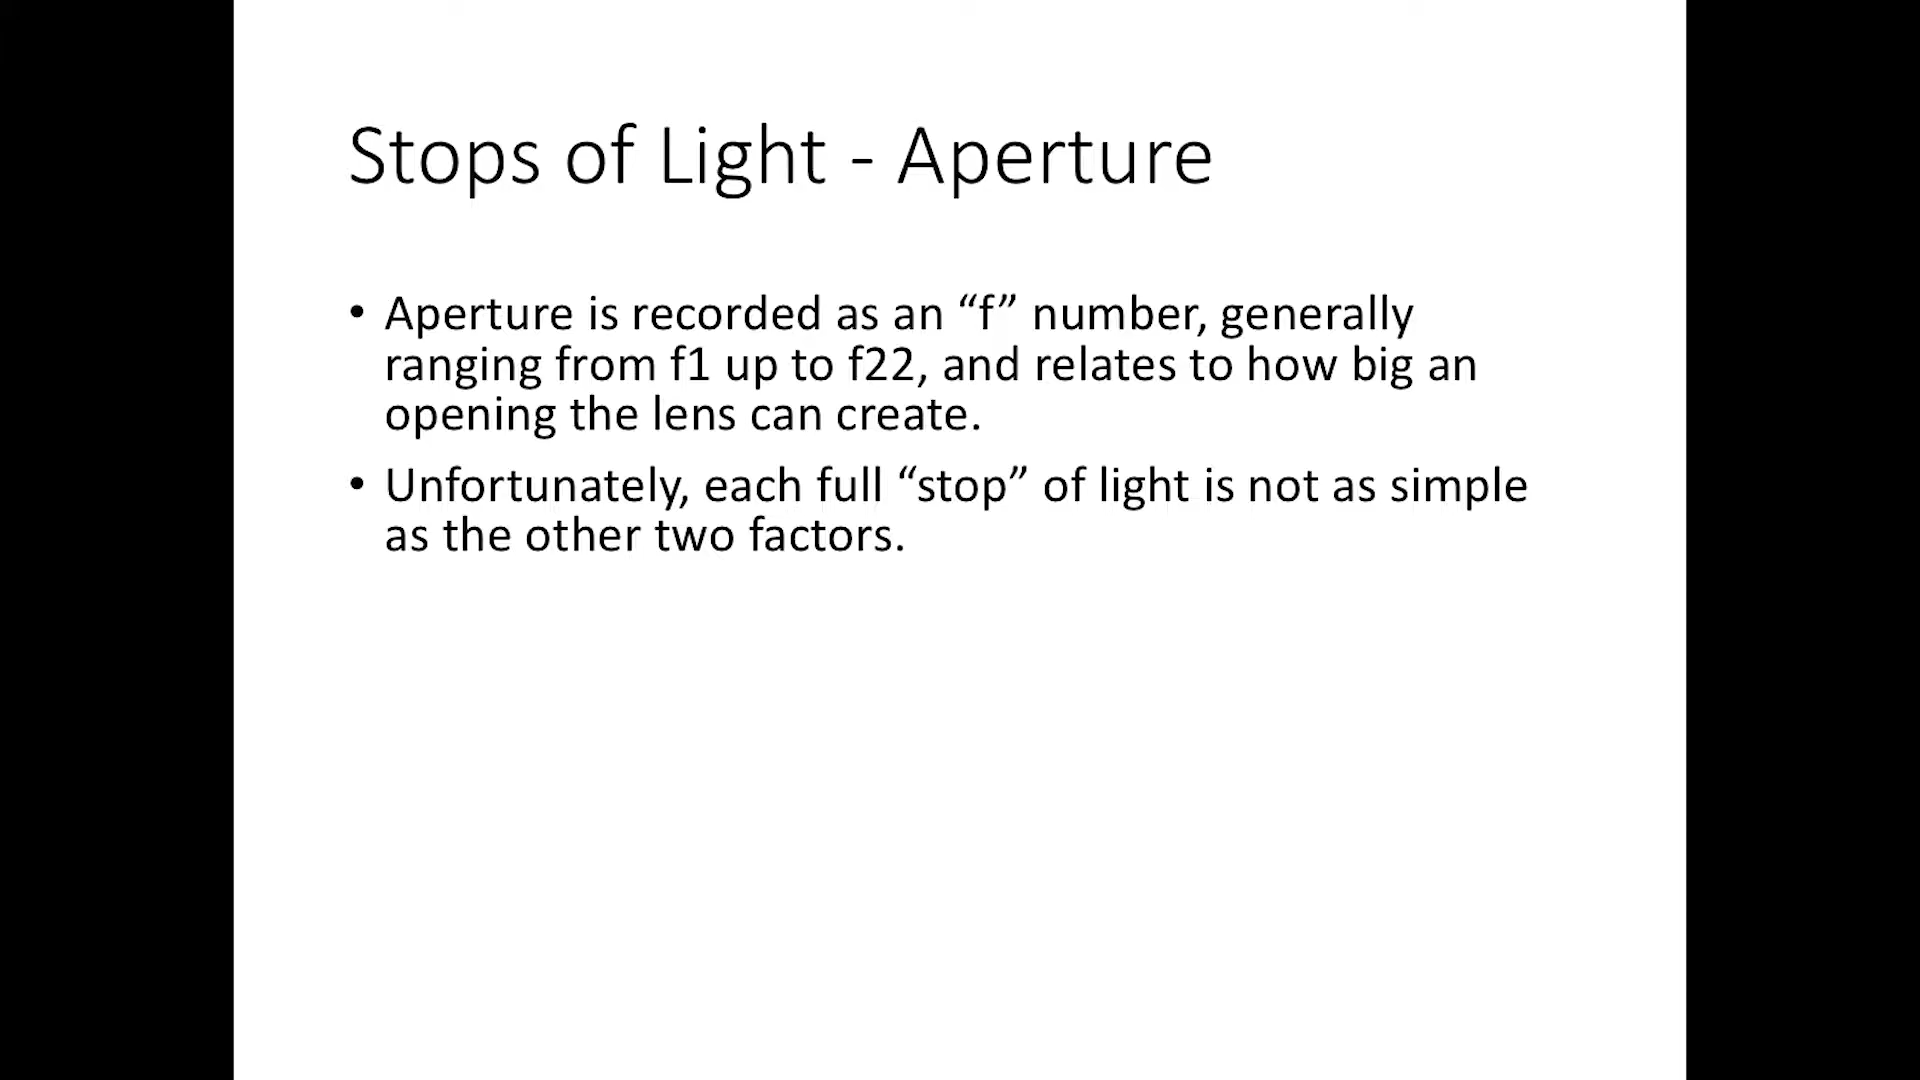 Stops of Light - Aperture
• Aperture is recorded as an “f” number, generally
ranging from f1 up to f22, and relates to how big an
opening the lens can create.
• Unfortunately, each full “stop” of light is not as simple
as the other two factors.